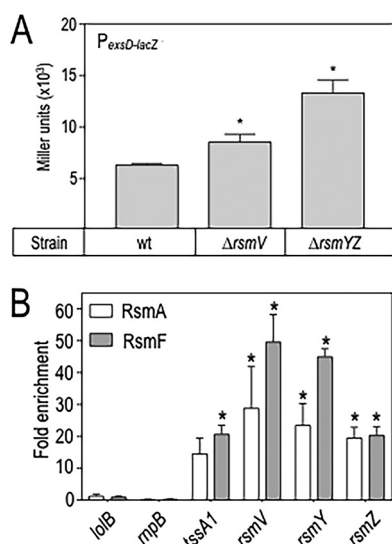 A
P exsD-lacZ
Miller units (x10³)
20
15
10
5
*
*
Strain wt ΔrsmV ΔrsmYZ
B
RsmA
RsmF
Fold enrichment
60
50
40
30
20
10
0
* * * * * * *
lolB rnpB tssA1 rsmV rsmY rsmZ